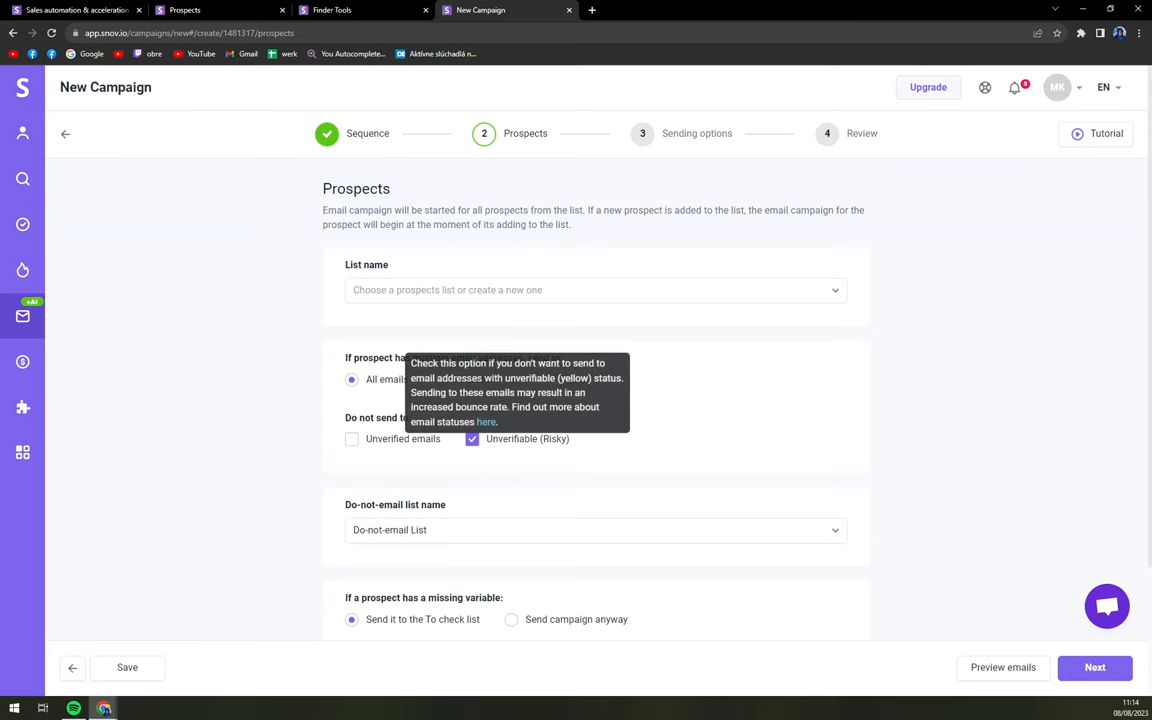 Sales automation & acceleratio
Prospects
Finder Tools
New Campaign
app.snov.io/campaigns/new#/create/1481317/prospects
Google
obre
YouTube
Gmail
werk
You Autocomplete...
Aktívne slúchadlá n...
S
New Campaign
Upgrade
MK
EN
Sequence
2 Prospects
3 Sending options
4 Review
Tutorial
Prospects
Email campaign will be started for all prospects from the list. If a new prospect is added to the list, the email campaign for the
prospect will begin at the moment of its adding to the list.
List name
Choose a prospects list or create a new one
+AI
If prospect has
Check this option if you don't want to send to
email addresses with unverifiable (yellow) status.
Sending to these emails may result in an
increased bounce rate. Find out more about
email statuses here.
All emails
Do not send to
Unverified emails
Unverifiable (Risky)
Do-not-email list name
Do-not-email List
If a prospect has a missing variable:
Send it to the To check list
Send campaign anyway
Save
Preview emails
Next
11:14
08/08/2023